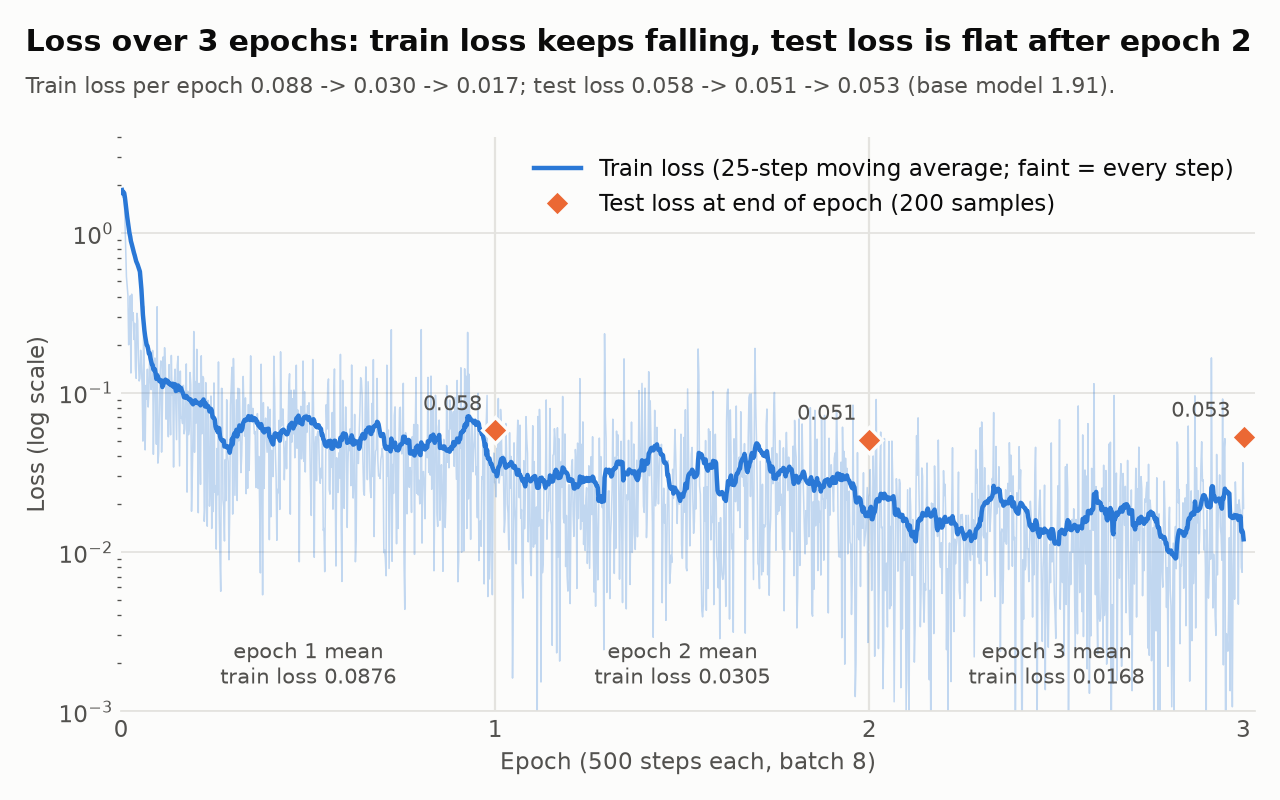 Loss over 3 epochs: train loss keeps falling, test loss is flat after epoch 2
Train loss per epoch 0.088 -> 0.030 -> 0.017; test loss 0.058 -> 0.051 -> 0.053 (base model 1.91).
Train loss (25-step moving average; faint = every step)
Test loss at end of epoch (200 samples)
Loss (log scale)
10⁰
10⁻¹
10⁻²
10⁻³
0.058
0.051
0.053
epoch 1 mean
train loss 0.0876
epoch 2 mean
train loss 0.0305
epoch 3 mean
train loss 0.0168
0 1 2 3
Epoch (500 steps each, batch 8)